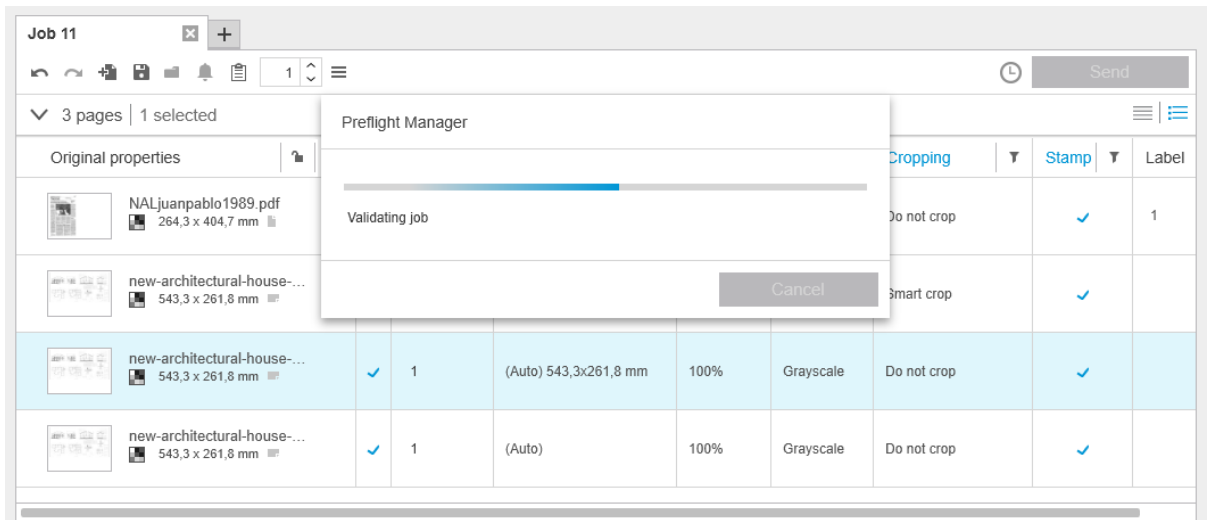 Job 11
1
Send
3 pages | 1 selected
Preflight Manager
Original properties
Cropping
Stamp
Label
Validating job
NALjuanpablo1989.pdf
264,3 x 404,7 mm
Do not crop
1
Cancel
new-architectural-house-...
543,3 x 261,8 mm
Smart crop
new-architectural-house-...
543,3 x 261,8 mm
1
(Auto) 543,3x261,8 mm
100%
Grayscale
Do not crop
new-architectural-house-...
543,3 x 261,8 mm
1
(Auto)
100%
Grayscale
Do not crop